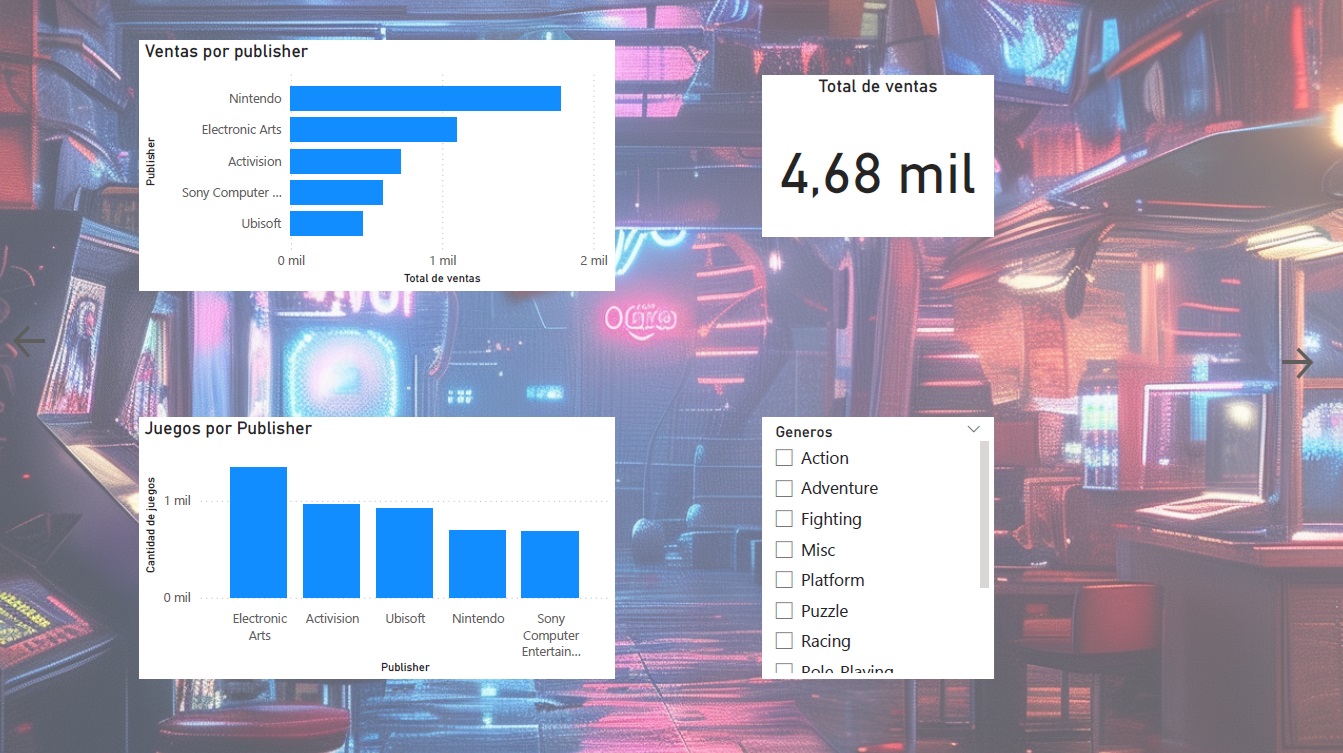 Ventas por publisher
Publisher
Nintendo
Electronic Arts
Activision
Sony Computer ...
Ubisoft
0 mil
1 mil
2 mil
Total de ventas
Total de ventas
4,68 mil
Juegos por Publisher
Cantidad de juegos
1 mil
0 mil
Electronic
Arts
Activision
Ubisoft
Nintendo
Sony
Computer
Entertain...
Publisher
Generos
Action
Adventure
Fighting
Misc
Platform
Puzzle
Racing
Role-Playing